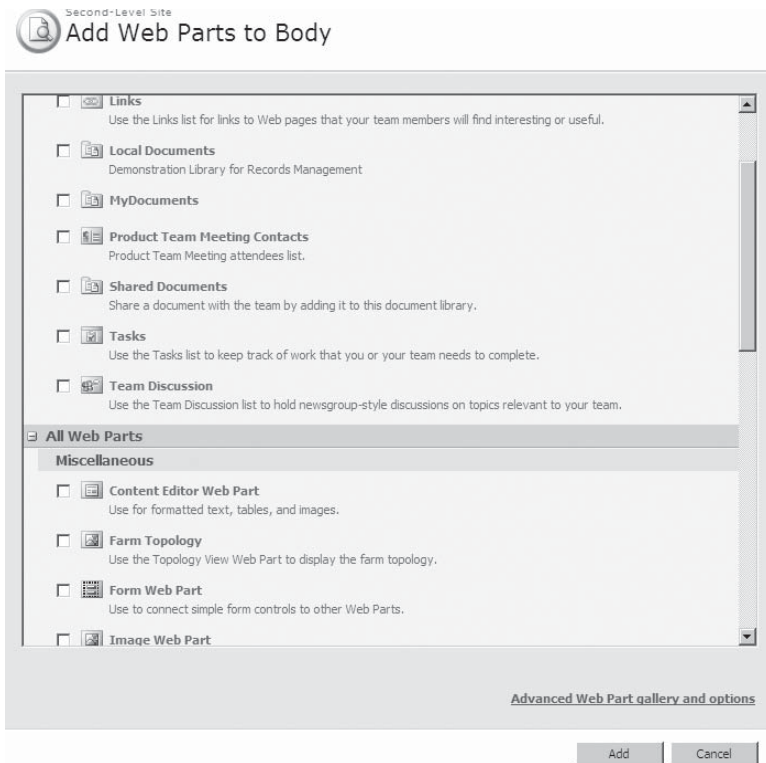 Second-Level Site
Add Web Parts to Body
Links
Use the Links list for links to Web pages that your team members will find interesting or useful.
Local Documents
Demonstration Library for Records Management
MyDocuments
Product Team Meeting Contacts
Product Team Meeting attendees list.
Shared Documents
Share a document with the team by adding it to this document library.
Tasks
Use the Tasks list to keep track of work that you or your team needs to complete.
Team Discussion
Use the Team Discussion list to hold newsgroup-style discussions on topics relevant to your team.
All Web Parts
Miscellaneous
Content Editor Web Part
Use for formatted text, tables, and images.
Farm Topology
Use the Topology View Web Part to display the farm topology.
Form Web Part
Use to connect simple form controls to other Web Parts.
Image Web Part
Advanced Web Part gallery and options
Add Cancel